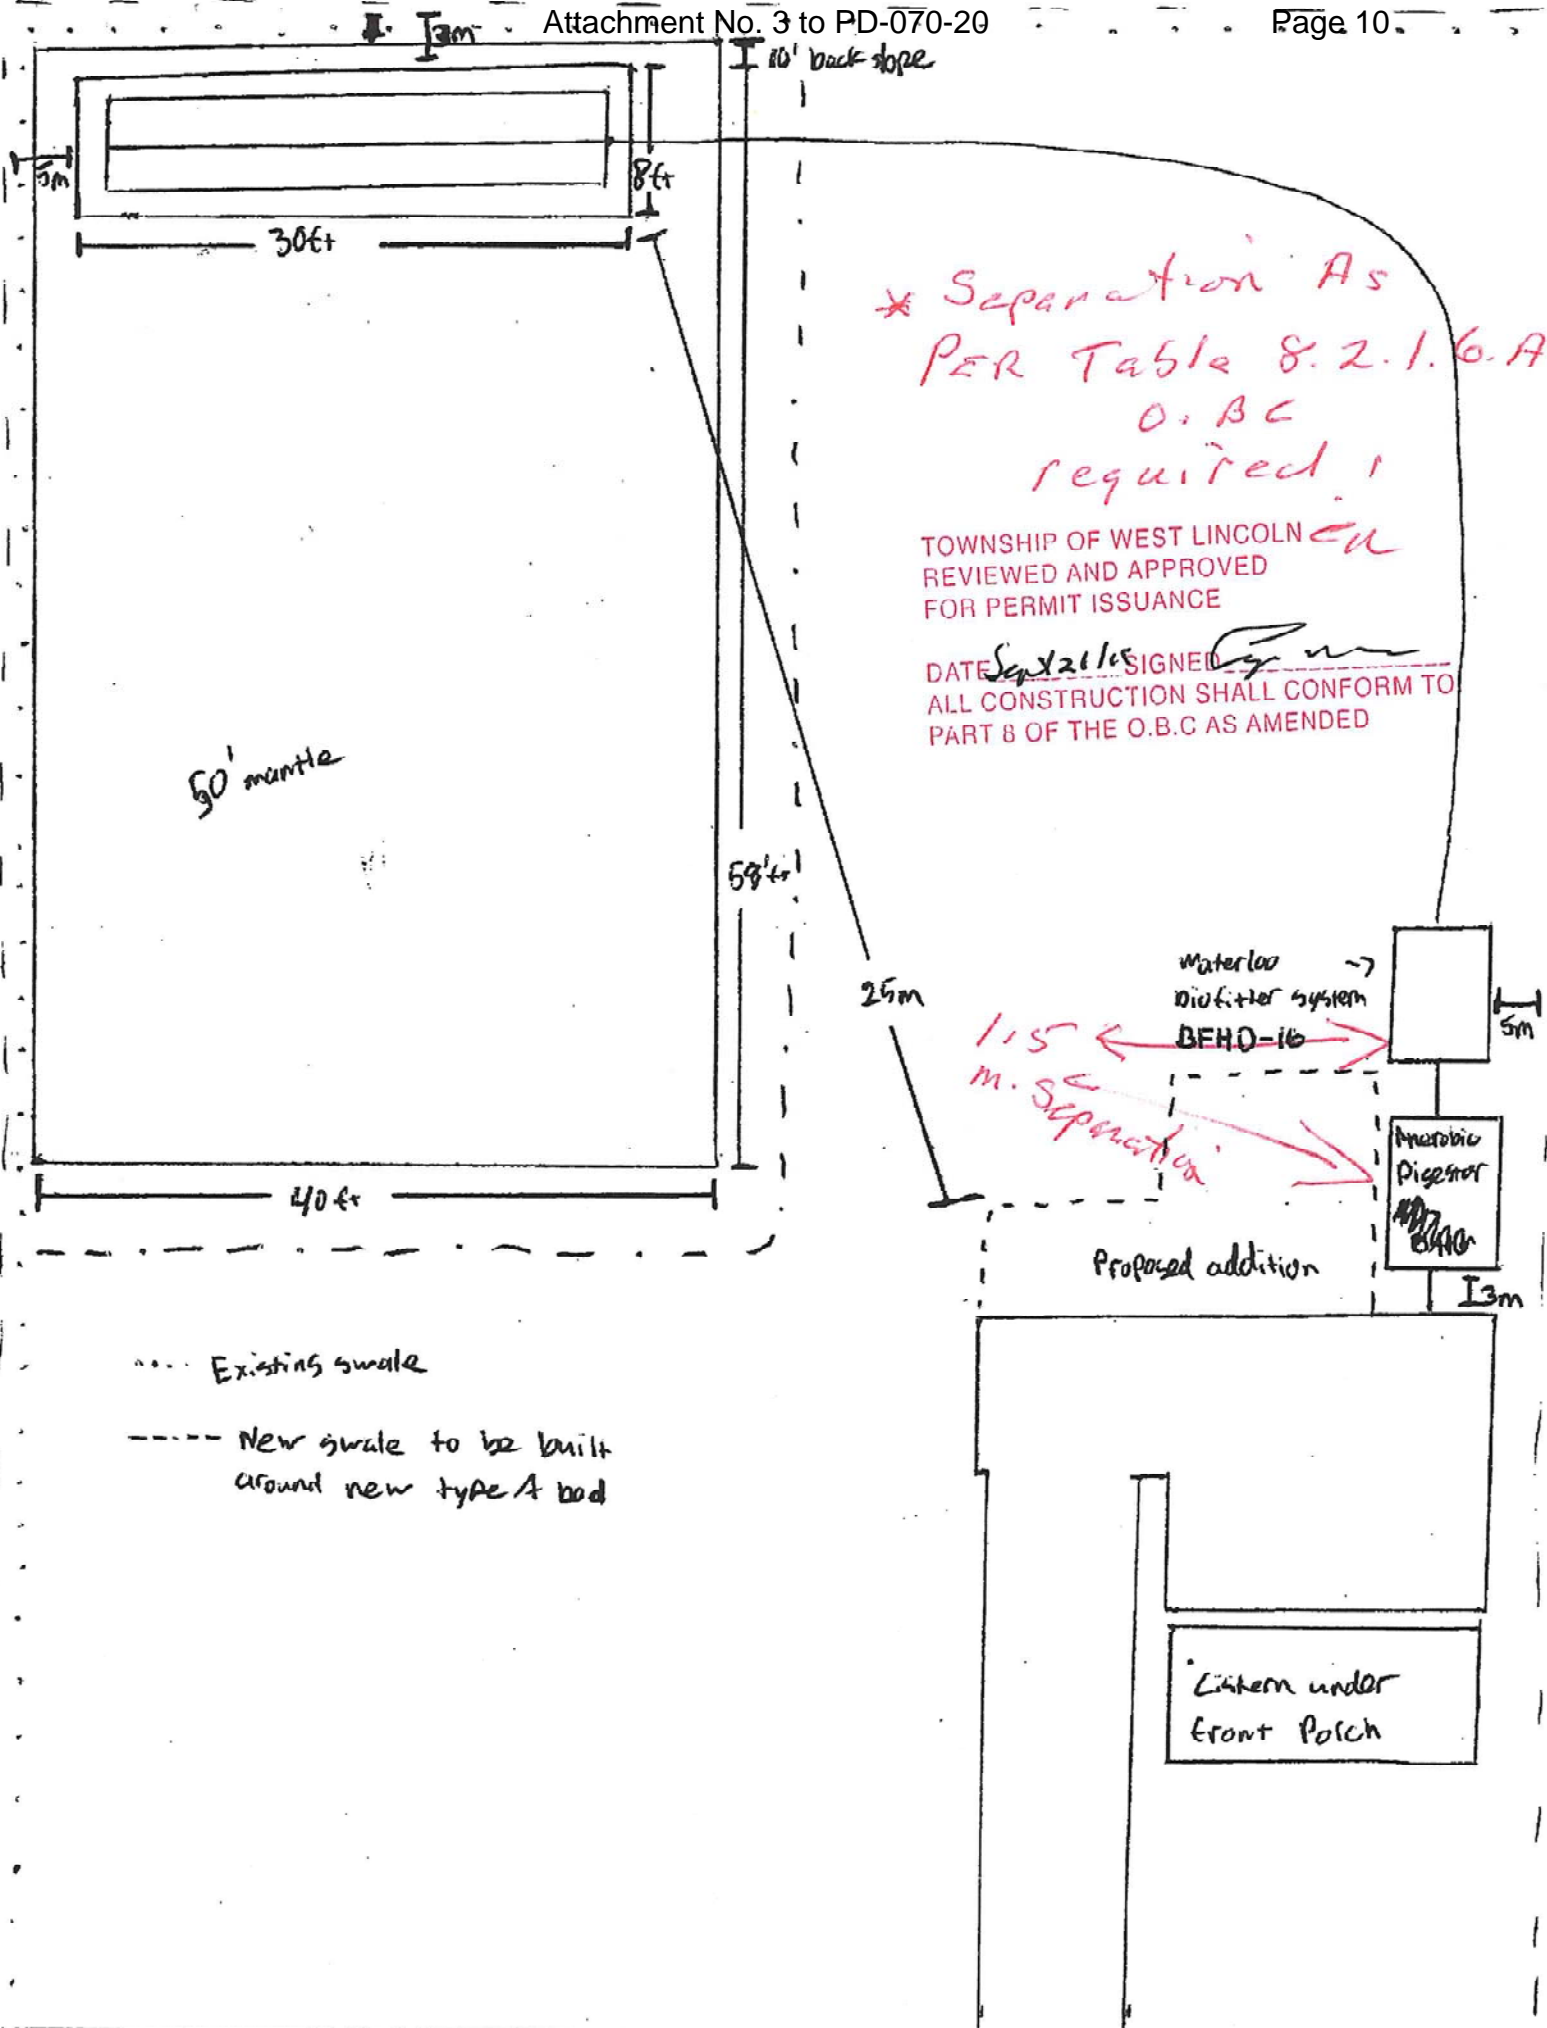 Attachment No. 3 to PD-070-20
Page 10
3m
10' back slope
5m
8ft
30ft
* Separation As
PER Table 8.2.1.6.A
O.BC
required !
TOWNSHIP OF WEST LINCOLN
REVIEWED AND APPROVED
FOR PERMIT ISSUANCE
DATE SIGNED
ALL CONSTRUCTION SHALL CONFORM TO
PART 8 OF THE O.B.C AS AMENDED
50' mantle
58'ft
25m
Waterloo ->
Biofilter system
BFHD-16
5m
1.5
m. Separation
Anerobic
Digestor
40ft
Proposed addition
3m
.... Existing swale
----- New swale to be built
around new type A bed
Cistern under
front Porch